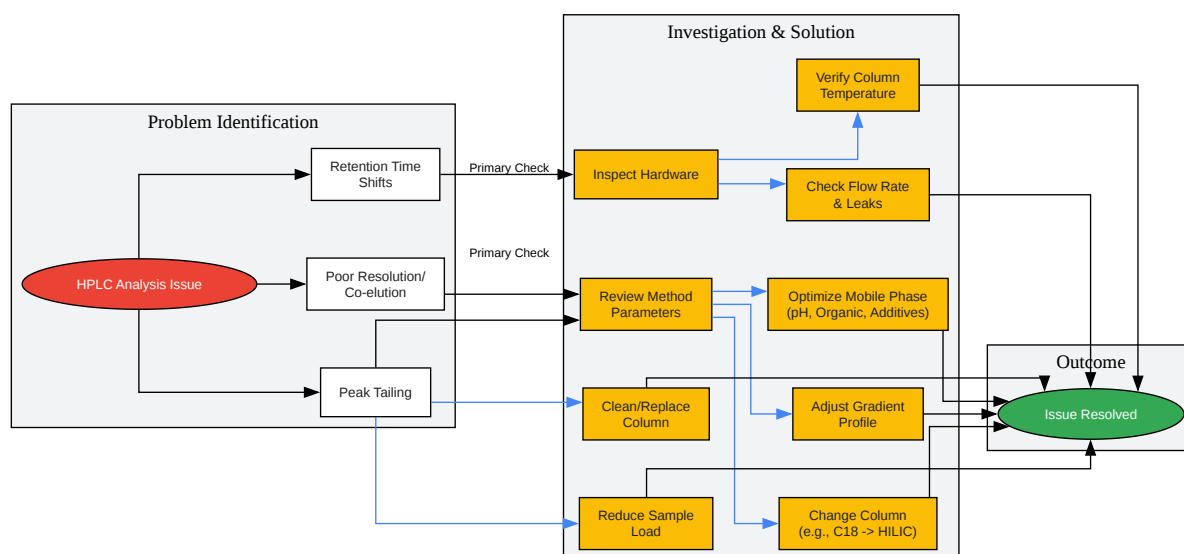 Investigation & Solution
Verify Column
Temperature
Problem Identification
Retention Time
Shifts
Primary Check
Inspect Hardware
Check Flow Rate
& Leaks
Primary Check
HPLC Analysis Issue
Poor Resolution/
Co-elution
Review Method
Parameters
Optimize Mobile Phase
(pH, Organic, Additives)
Outcome
Peak Tailing
Clean/Replace
Column
Adjust Gradient
Profile
Issue Resolved
Reduce Sample
Load
Change Column
(e.g., C18 -> HILIC)